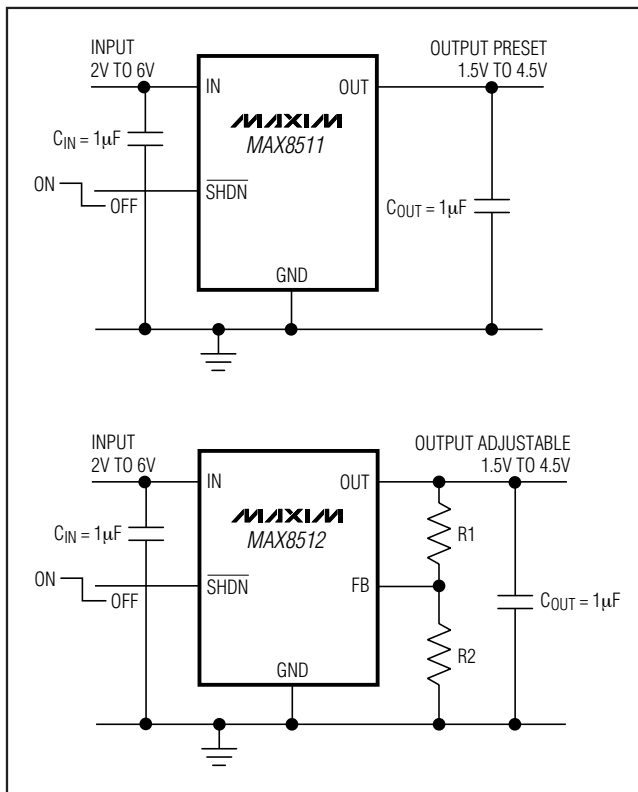 INPUT
2V TO 6V
OUTPUT PRESET
1.5V TO 4.5V
IN
OUT
MAXIM
MAX8511
CIN = 1µF
ON
OFF
SHDN
COUT = 1µF
GND
INPUT
2V TO 6V
OUTPUT ADJUSTABLE
1.5V TO 4.5V
IN
OUT
MAXIM
MAX8512
R1
CIN = 1µF
ON
OFF
SHDN
FB
COUT = 1µF
R2
GND